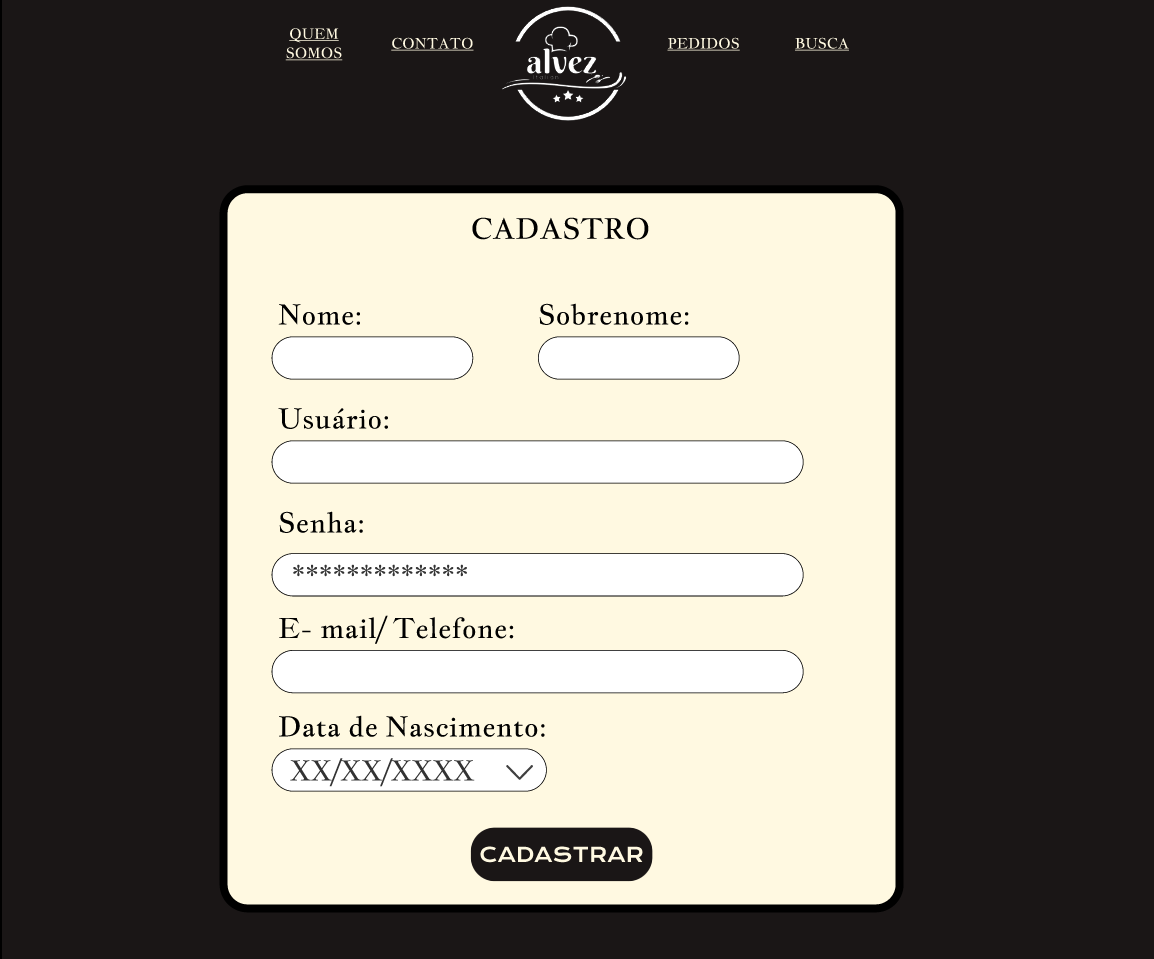 QUEM
SOMOS
CONTATO
alvez
italian
PEDIDOS
BUSCA
CADASTRO
Nome:
Sobrenome:
Usuário:
Senha:
*************
E- mail/ Telefone:
Data de Nascimento:
XX/XX/XXXX
CADASTRAR